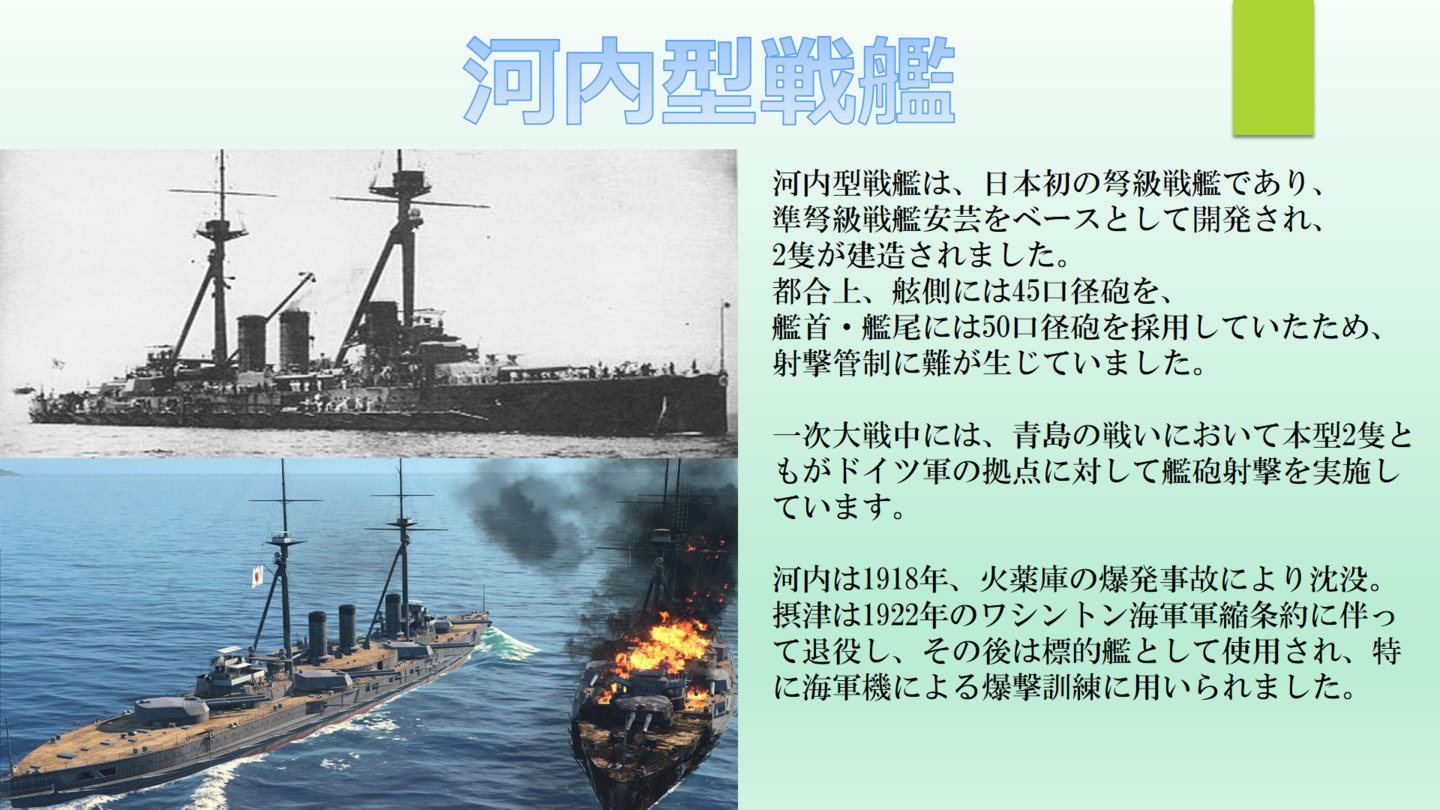 河内型戦艦
河内型戦艦は、日本初の弩級戦艦であり、
準弩級戦艦安芸をベースとして開発され、
2隻が建造されました。
都合上、舷側には45口径砲を、
艦首・艦尾には50口径砲を採用していたため、
射撃管制に難が生じていました。
一次大戦中には、青島の戦いにおいて本型2隻と
もがドイツ軍の拠点に対して艦砲射撃を実施し
ています。
河内は1918年、火薬庫の爆発事故により沈没。
摂津は1922年のワシントン海軍軍縮条約に伴っ
て退役し、その後は標的艦として使用され、特
に海軍機による爆撃訓練に用いられました。